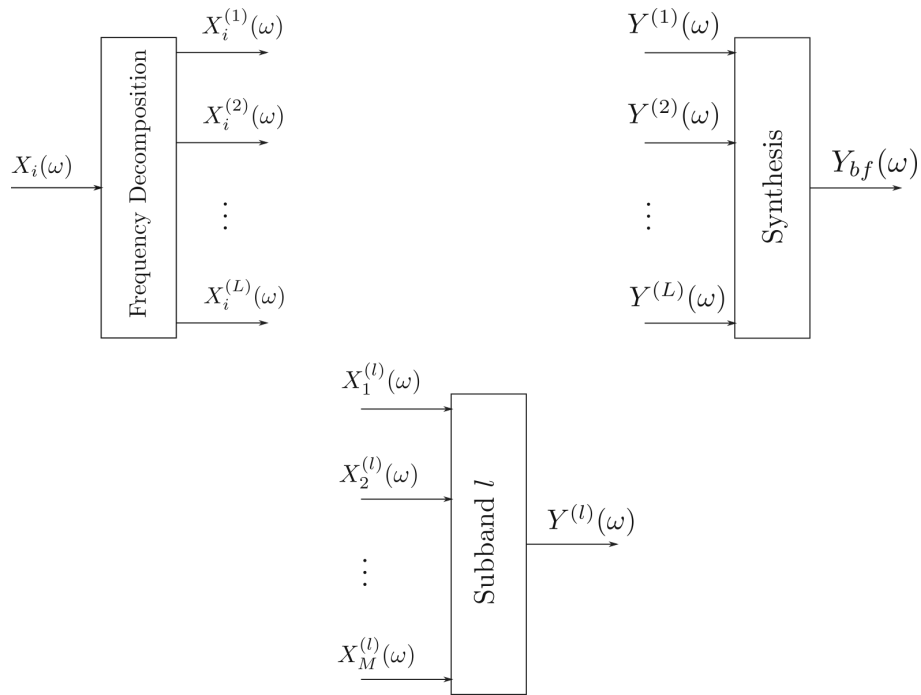 X_i(ω)
Frequency Decomposition
X_i^{(1)}(ω)
X_i^{(2)}(ω)
⋮
X_i^{(L)}(ω)
Y^{(1)}(ω)
Y^{(2)}(ω)
⋮
Y^{(L)}(ω)
Synthesis
Y_{bf}(ω)
X_1^{(l)}(ω)
X_2^{(l)}(ω)
⋮
X_M^{(l)}(ω)
Subband l
Y^{(l)}(ω)